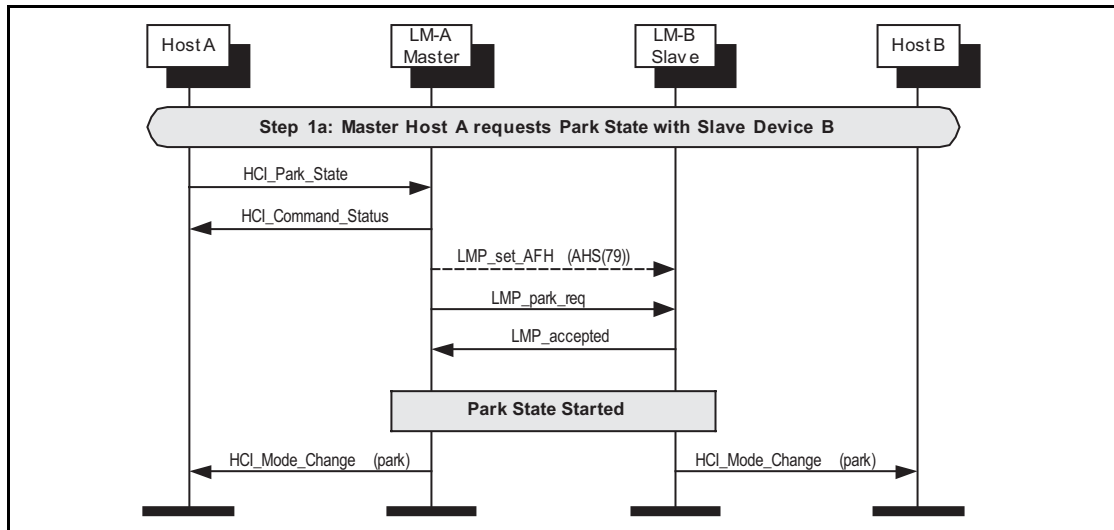 Host A
LM-A
Master
LM-B
Slave
Host B
Step 1a: Master Host A requests Park State with Slave Device B
HCI_Park_State
HCI_Command_Status
LMP_set_AFH (AHS(79))
LMP_park_req
LMP_accepted
Park State Started
HCI_Mode_Change (park)
HCI_Mode_Change (park)